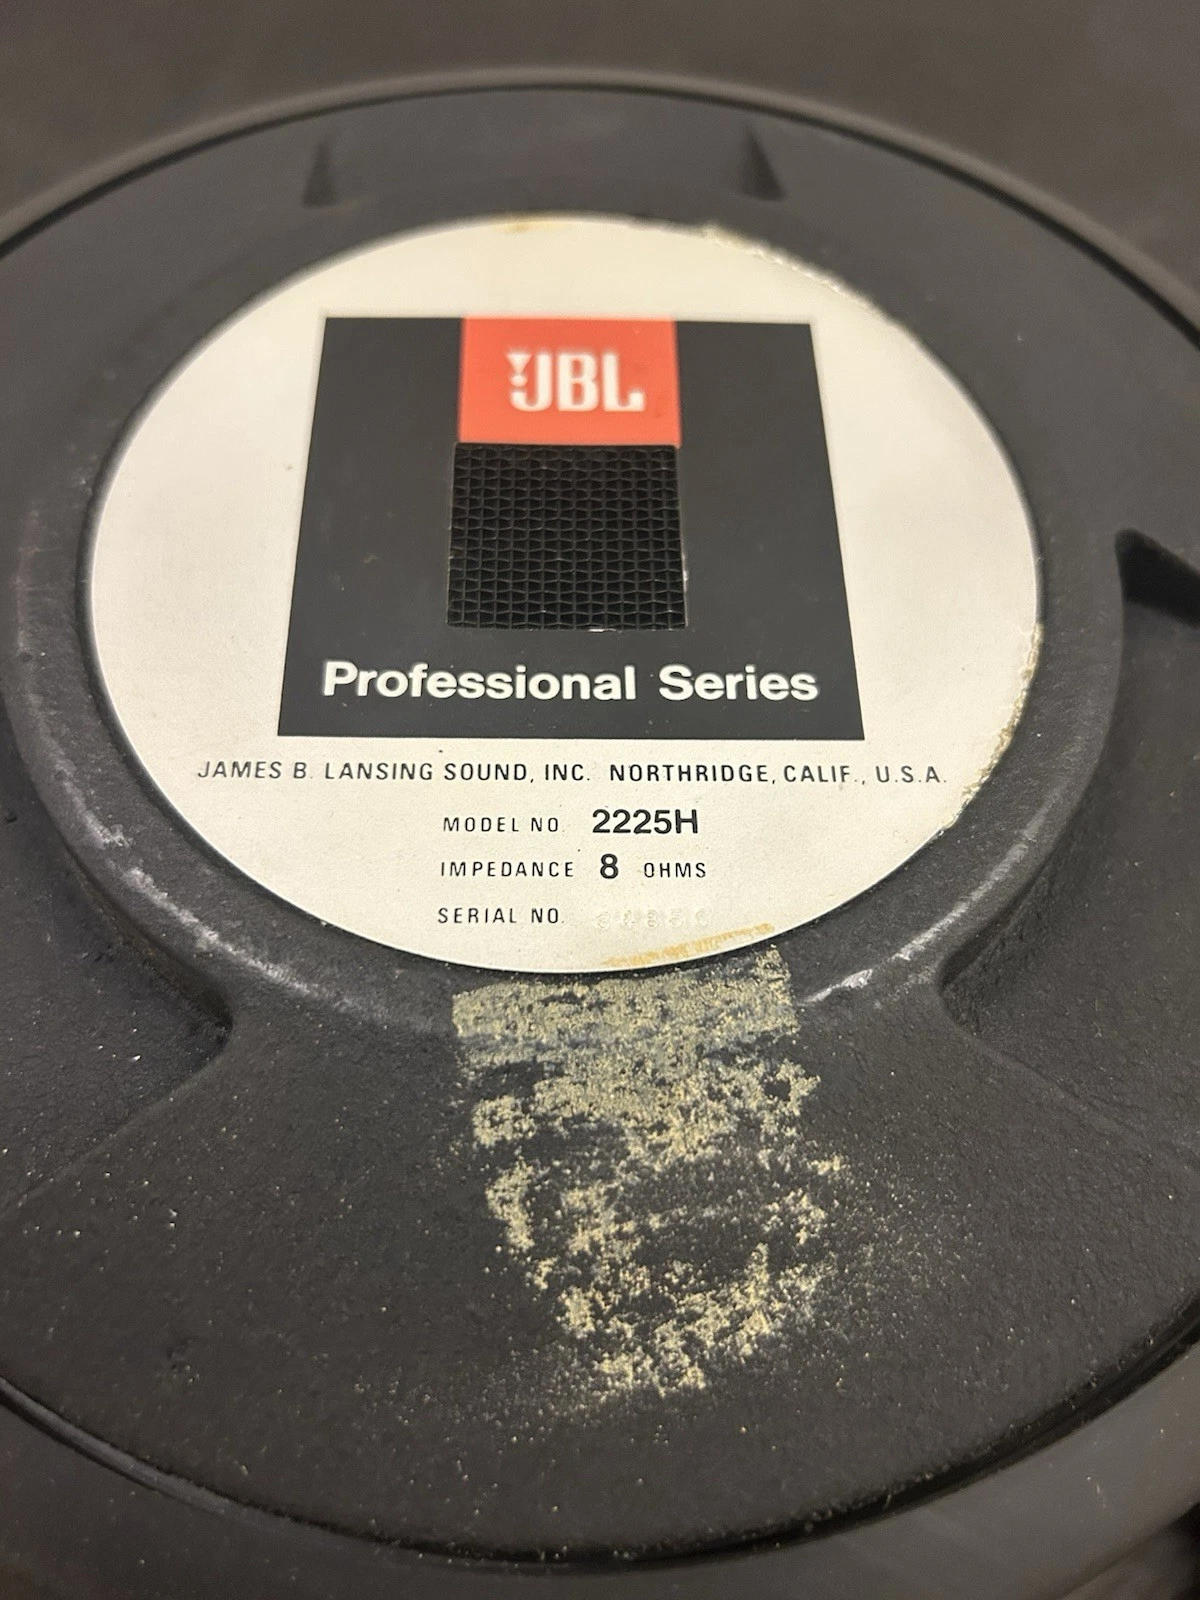 JBL
Professional Series
JAMES B. LANSING SOUND, INC. NORTHRIDGE, CALIF., U.S.A.
MODEL NO. 2225H
IMPEDANCE 8 OHMS
SERIAL NO.